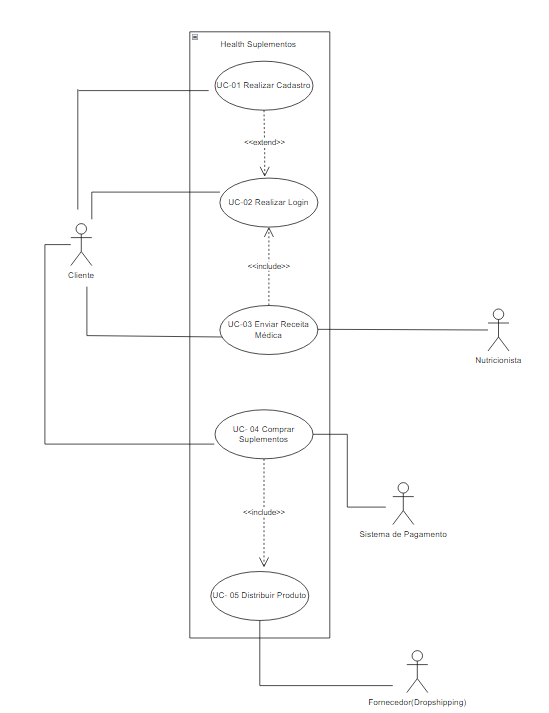 Health Suplementos
UC-01 Realizar Cadastro
<<extend>>
UC-02 Realizar Login
Cliente
<<include>>
UC-03 Enviar Receita
Médica
Nutricionista
UC- 04 Comprar
Suplementos
<<include>>
Sistema de Pagamento
UC- 05 Distribuir Produto
Fornecedor(Dropshipping)